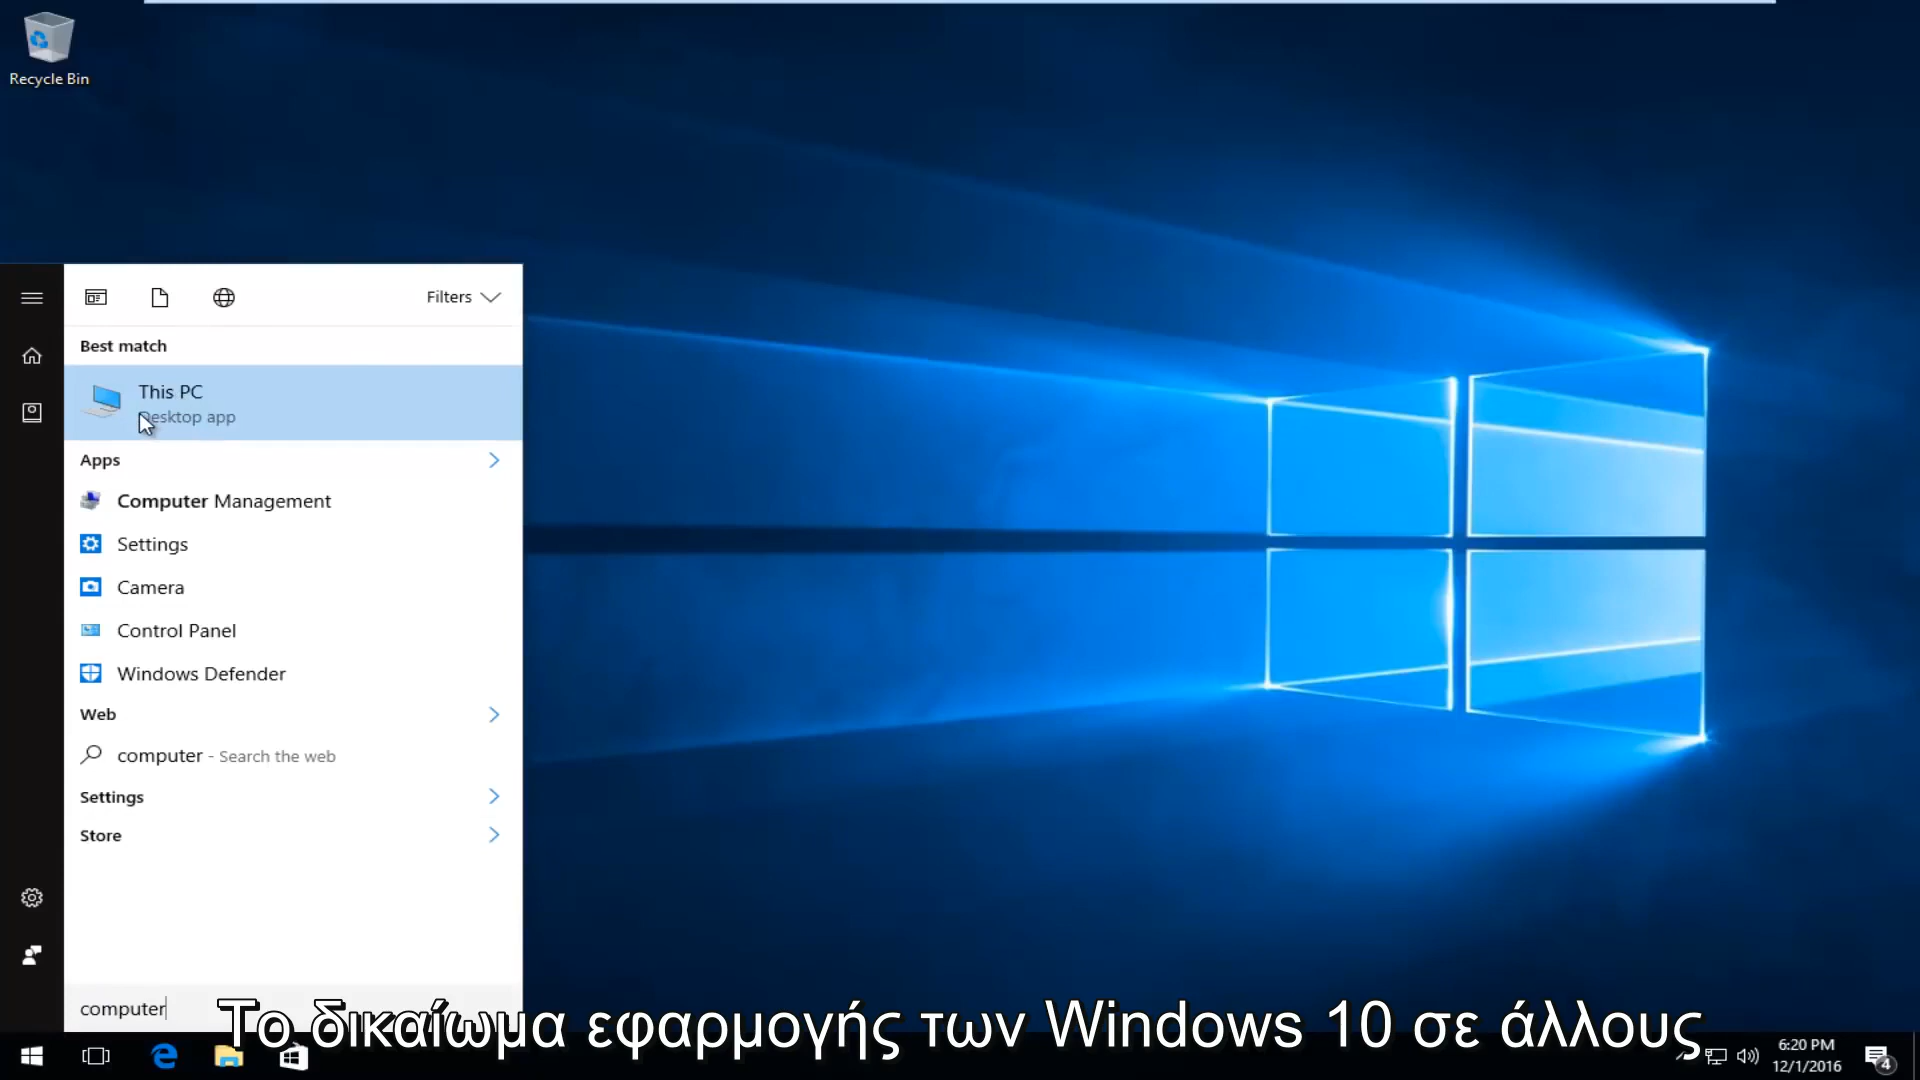 Recycle Bin
Filters
Best match
This PC
Desktop app
Apps
Computer Management
Settings
Camera
Control Panel
Windows Defender
Web
computer - Search the web
Settings
Store
computer
Το δικαίωμα εφαρμογής των Windows 10 σε άλλους
6:20 PM
12/1/2016
4